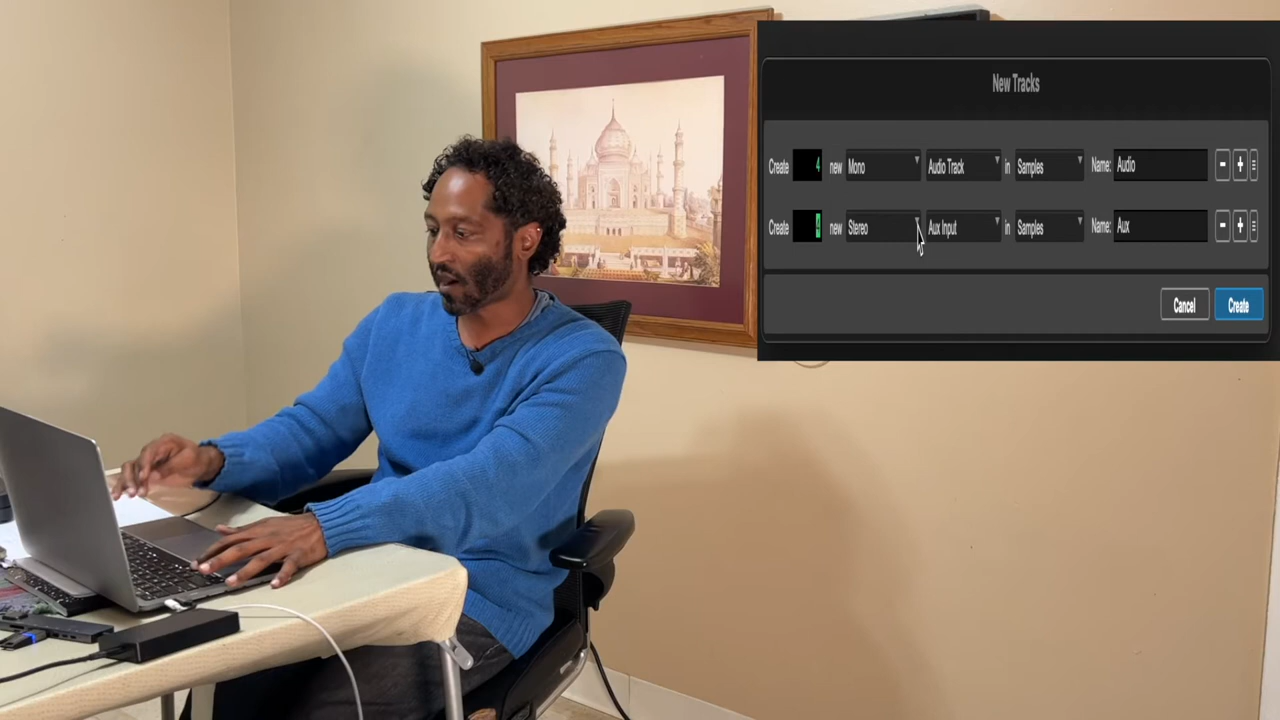 New Tracks
Create 4 new Mono Audio Track in Samples Name: Audio - +
Create 4 new Stereo Aux Input in Samples Name: Aux - +
Cancel Create